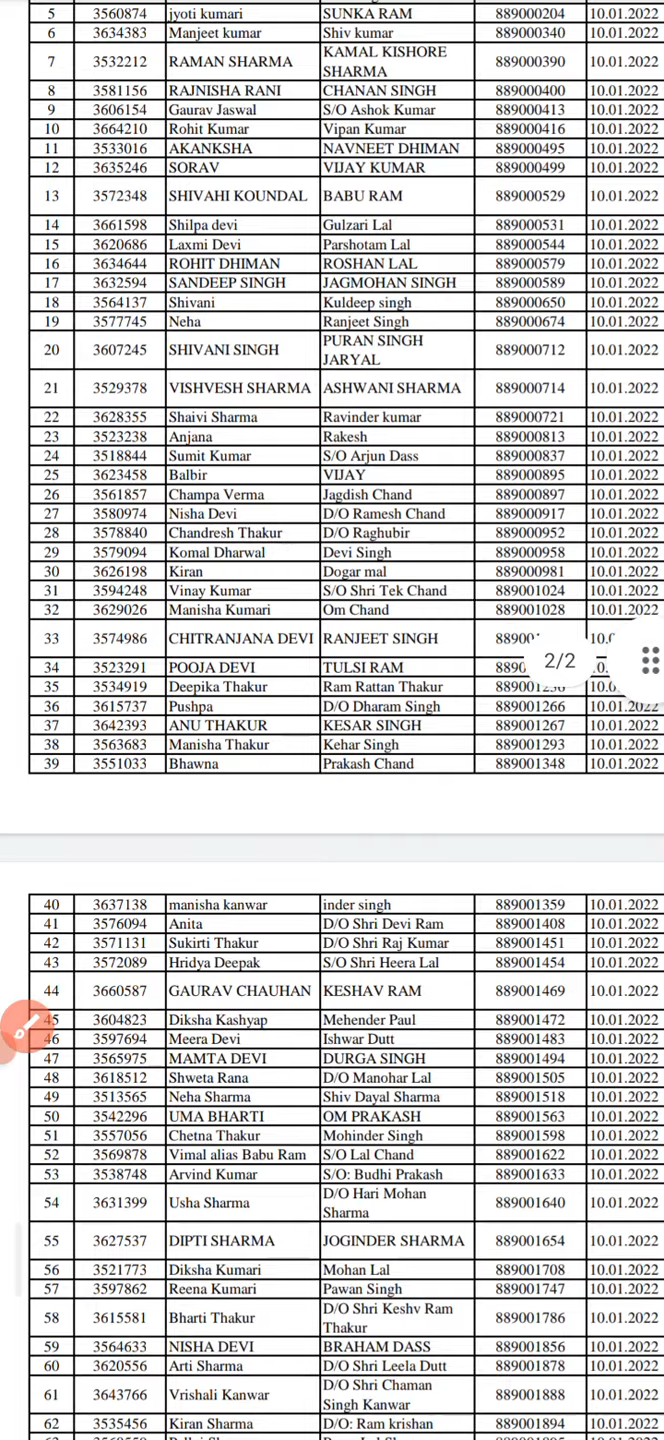 5 3560874 jyoti kumari SUNKA RAM 889000204 10.01.2022
6 3634383 Manjeet kumar Shiv kumar 889000340 10.01.2022
7 3532212 RAMAN SHARMA KAMAL KISHORE SHARMA 889000390 10.01.2022
8 3581156 RAJNISHA RANI CHANAN SINGH 889000400 10.01.2022
9 3606154 Gaurav Jaswal S/O Ashok Kumar 889000413 10.01.2022
10 3664210 Rohit Kumar Vipan Kumar 889000416 10.01.2022
11 3533016 AKANKSHA NAVNEET DHIMAN 889000495 10.01.2022
12 3635246 SORAV VIJAY KUMAR 889000499 10.01.2022
13 3572348 SHIVAHI KOUNDAL BABU RAM 889000529 10.01.2022
14 3661598 Shilpa devi Gulzari Lal 889000531 10.01.2022
15 3620686 Laxmi Devi Parshotam Lal 889000544 10.01.2022
16 3634644 ROHIT DHIMAN ROSHAN LAL 889000579 10.01.2022
17 3632594 SANDEEP SINGH JAGMOHAN SINGH 889000589 10.01.2022
18 3564137 Shivani Kuldeep singh 889000650 10.01.2022
19 3577745 Neha Ranjeet Singh 889000674 10.01.2022
20 3607245 SHIVANI SINGH PURAN SINGH JARYAL 889000712 10.01.2022
21 3529378 VISHVESH SHARMA ASHWANI SHARMA 889000714 10.01.2022
22 3628355 Shaivi Sharma Ravinder kumar 889000721 10.01.2022
23 3523238 Anjana Rakesh 889000813 10.01.2022
24 3518844 Sumit Kumar S/O Arjun Dass 889000837 10.01.2022
25 3623458 Balbir VIJAY 889000895 10.01.2022
26 3561857 Champa Verma Jagdish Chand 889000897 10.01.2022
27 3580974 Nisha Devi D/O Ramesh Chand 889000917 10.01.2022
28 3578840 Chandresh Thakur D/O Raghubir 889000952 10.01.2022
29 3579094 Komal Dharwal Devi Singh 889000958 10.01.2022
30 3626198 Kiran Dogar mal 889000981 10.01.2022
31 3594248 Vinay Kumar S/O Shri Tek Chand 889001024 10.01.2022
32 3629026 Manisha Kumari Om Chand 889001028 10.01.2022
33 3574986 CHITRANJANA DEVI RANJEET SINGH
2/2
34 3523291 POOJA DEVI TULSI RAM
35 3534919 Deepika Thakur Ram Rattan Thakur
36 3615737 Pushpa D/O Dharam Singh 889001266 10.01.2022
37 3642393 ANU THAKUR KESAR SINGH 889001267 10.01.2022
38 3563683 Manisha Thakur Kehar Singh 889001293 10.01.2022
39 3551033 Bhawna Prakash Chand 889001348 10.01.2022
40 3637138 manisha kanwar inder singh 889001359 10.01.2022
41 3576094 Anita D/O Shri Devi Ram 889001408 10.01.2022
42 3571131 Sukirti Thakur D/O Shri Raj Kumar 889001451 10.01.2022
43 3572089 Hridya Deepak S/O Shri Heera Lal 889001454 10.01.2022
44 3660587 GAURAV CHAUHAN KESHAV RAM 889001469 10.01.2022
45 3604823 Diksha Kashyap Mehender Paul 889001472 10.01.2022
46 3597694 Meera Devi Ishwar Dutt 889001483 10.01.2022
47 3565975 MAMTA DEVI DURGA SINGH 889001494 10.01.2022
48 3618512 Shweta Rana D/O Manohar Lal 889001505 10.01.2022
49 3513565 Neha Sharma Shiv Dayal Sharma 889001518 10.01.2022
50 3542296 UMA BHARTI OM PRAKASH 889001563 10.01.2022
51 3557056 Chetna Thakur Mohinder Singh 889001598 10.01.2022
52 3569878 Vimal alias Babu Ram S/O Lal Chand 889001622 10.01.2022
53 3538748 Arvind Kumar S/O: Budhi Prakash 889001633 10.01.2022
54 3631399 Usha Sharma D/O Hari Mohan Sharma 889001640 10.01.2022
55 3627537 DIPTI SHARMA JOGINDER SHARMA 889001654 10.01.2022
56 3521773 Diksha Kumari Mohan Lal 889001708 10.01.2022
57 3597862 Reena Kumari Pawan Singh 889001747 10.01.2022
58 3615581 Bharti Thakur D/O Shri Keshv Ram Thakur 889001786 10.01.2022
59 3564633 NISHA DEVI BRAHAM DASS 889001856 10.01.2022
60 3620556 Arti Sharma D/O Shri Leela Dutt 889001878 10.01.2022
61 3643766 Vrishali Kanwar D/O Shri Chaman Singh Kanwar 889001888 10.01.2022
62 3535456 Kiran Sharma D/O: Ram krishan 889001894 10.01.2022